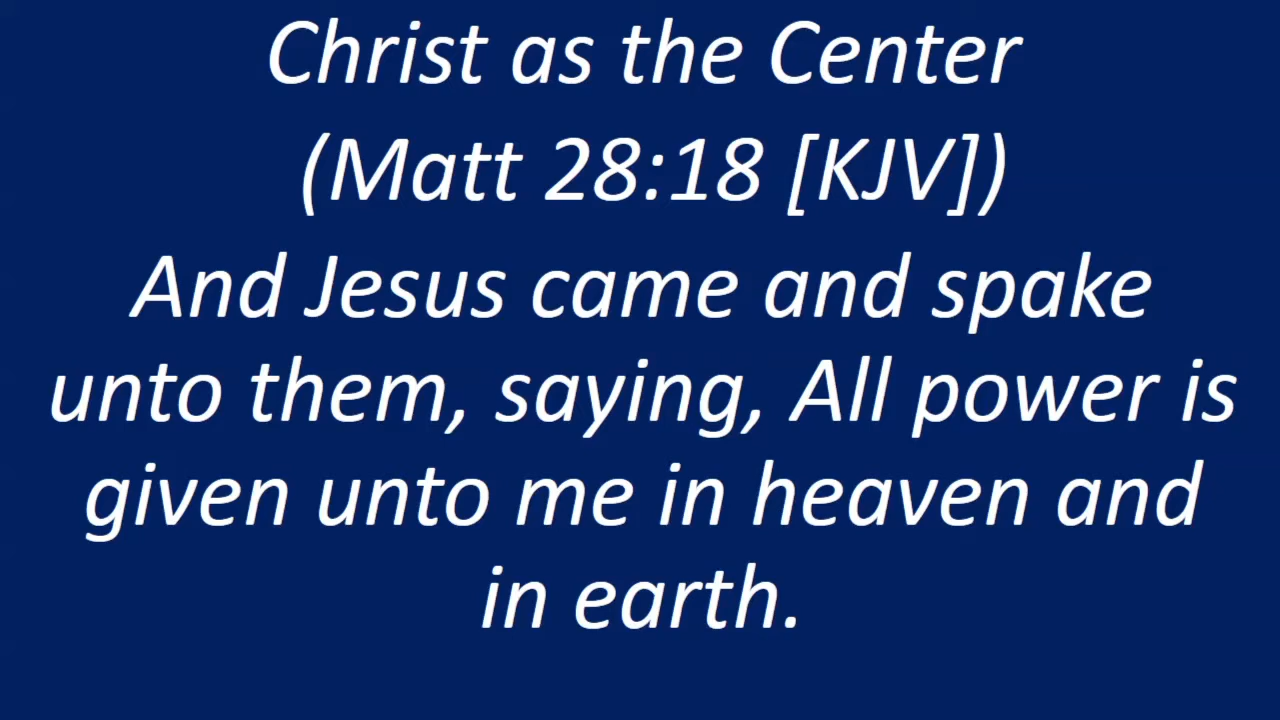 Christ as the Center
(Matt 28:18 [KJV])
And Jesus came and spake
unto them, saying, All power is
given unto me in heaven and
in earth.